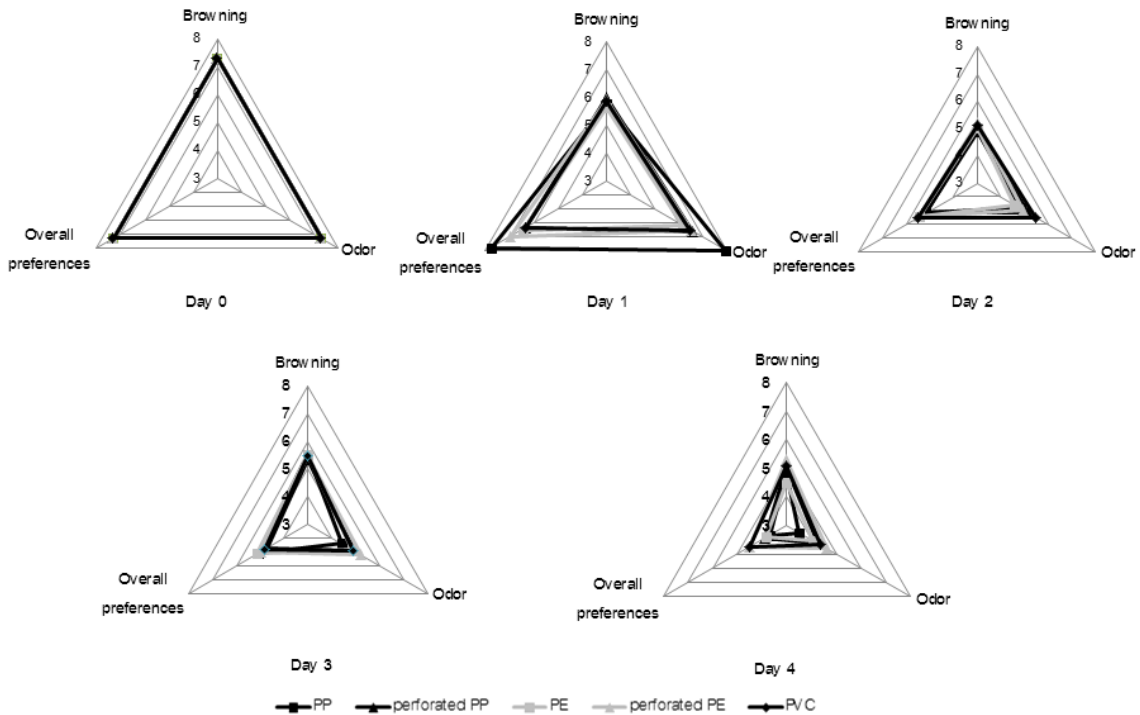 Browning
8
7
6
5
4
3
Overall
preferences
Odor
Day 0
Browning
8
7
6
5
4
3
Overall
preferences
Odor
Day 1
Browning
8
7
6
5
4
3
Overall
preferences
Odor
Day 2
Browning
8
7
6
5
4
3
Overall
preferences
Odor
Day 3
Browning
8
7
6
5
4
3
Overall
preferences
Odor
Day 4
PP perforated PP PE perforated PE PVC